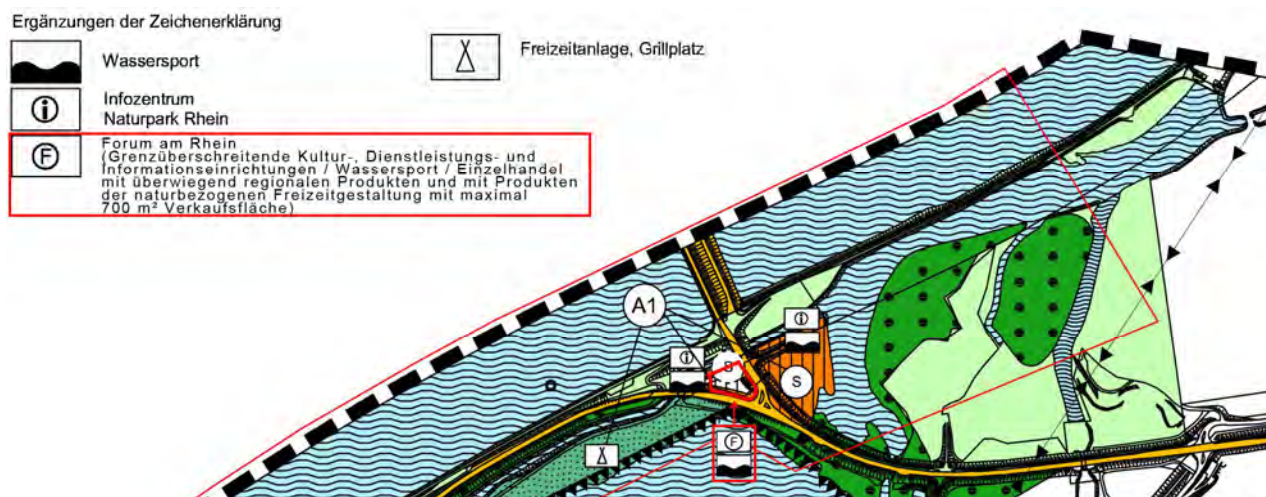 Ergänzungen der Zeichenerklärung
Wassersport
Freizeitanlage, Grillplatz
i
Infozentrum
Naturpark Rhein
F
Forum am Rhein
(Grenzüberschreitende Kultur-, Dienstleistungs- und
Informationseinrichtungen / Wassersport / Einzelhandel
mit überwiegend regionalen Produkten und mit Produkten
der naturbezogenen Freizeitgestaltung mit maximal
700 m² Verkaufsfläche)
A1
i
i
S
S
F